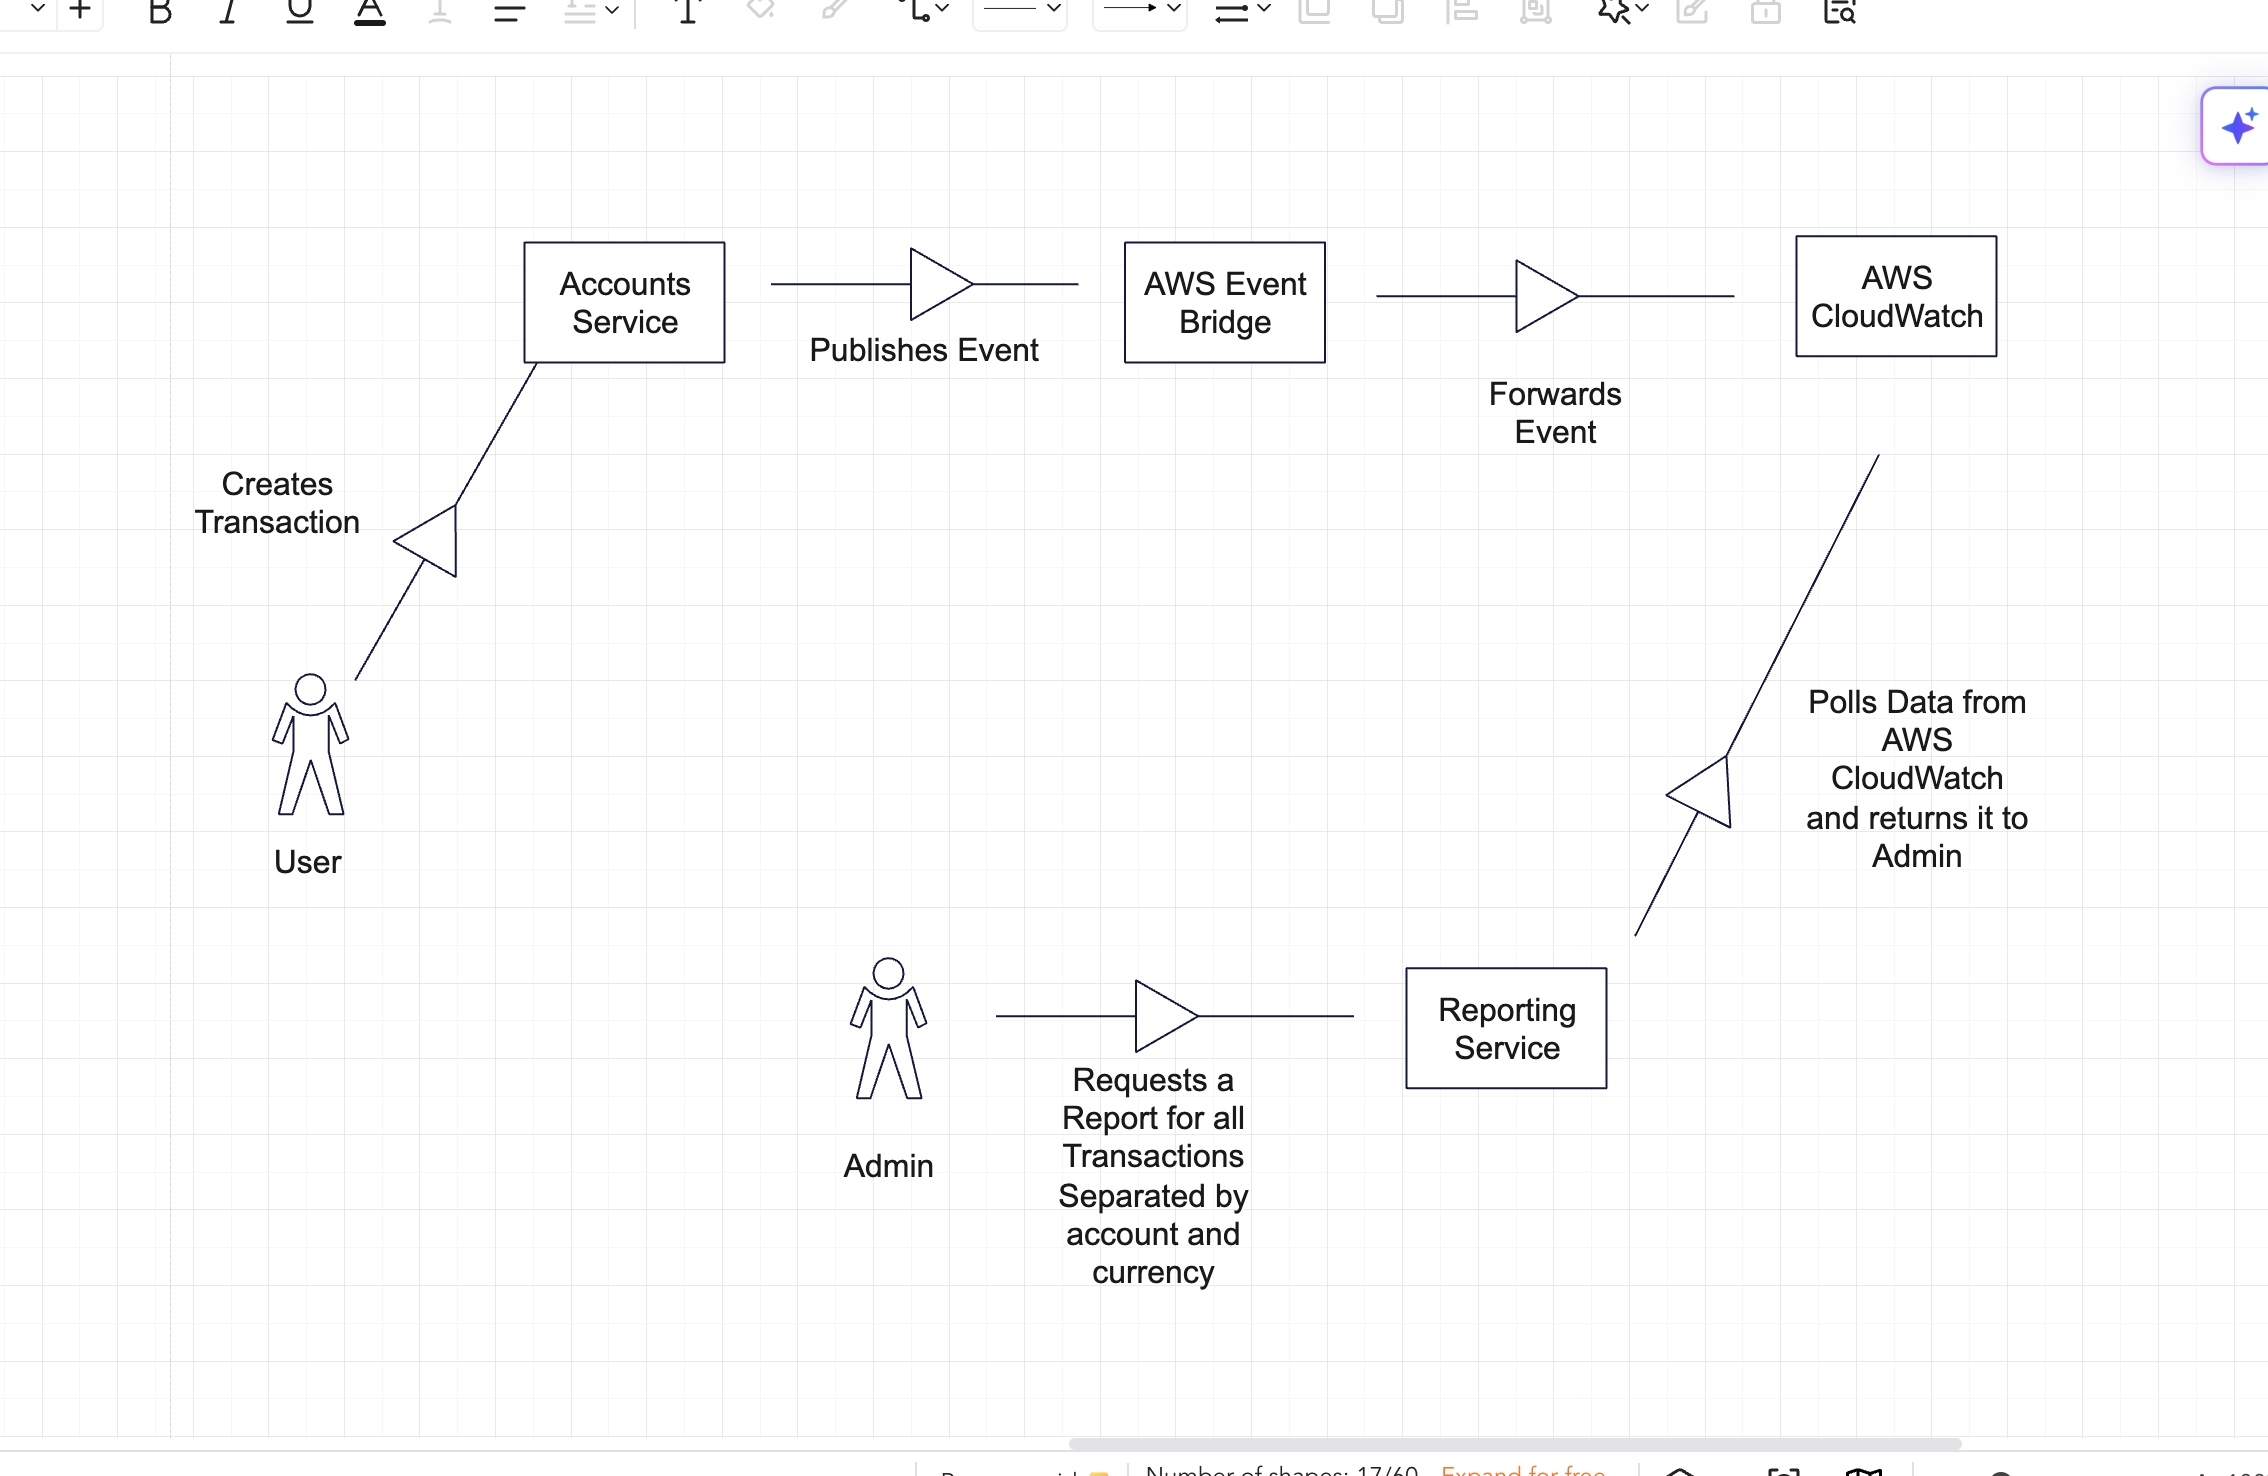 Accounts
Service
Publishes Event
AWS Event
Bridge
Forwards
Event
AWS
CloudWatch
Creates
Transaction
User
Polls Data from
AWS
CloudWatch
and returns it to
Admin
Admin
Requests a
Report for all
Transactions
Separated by
account and
currency
Reporting
Service
Number of shapes: 17/60 Expand for free